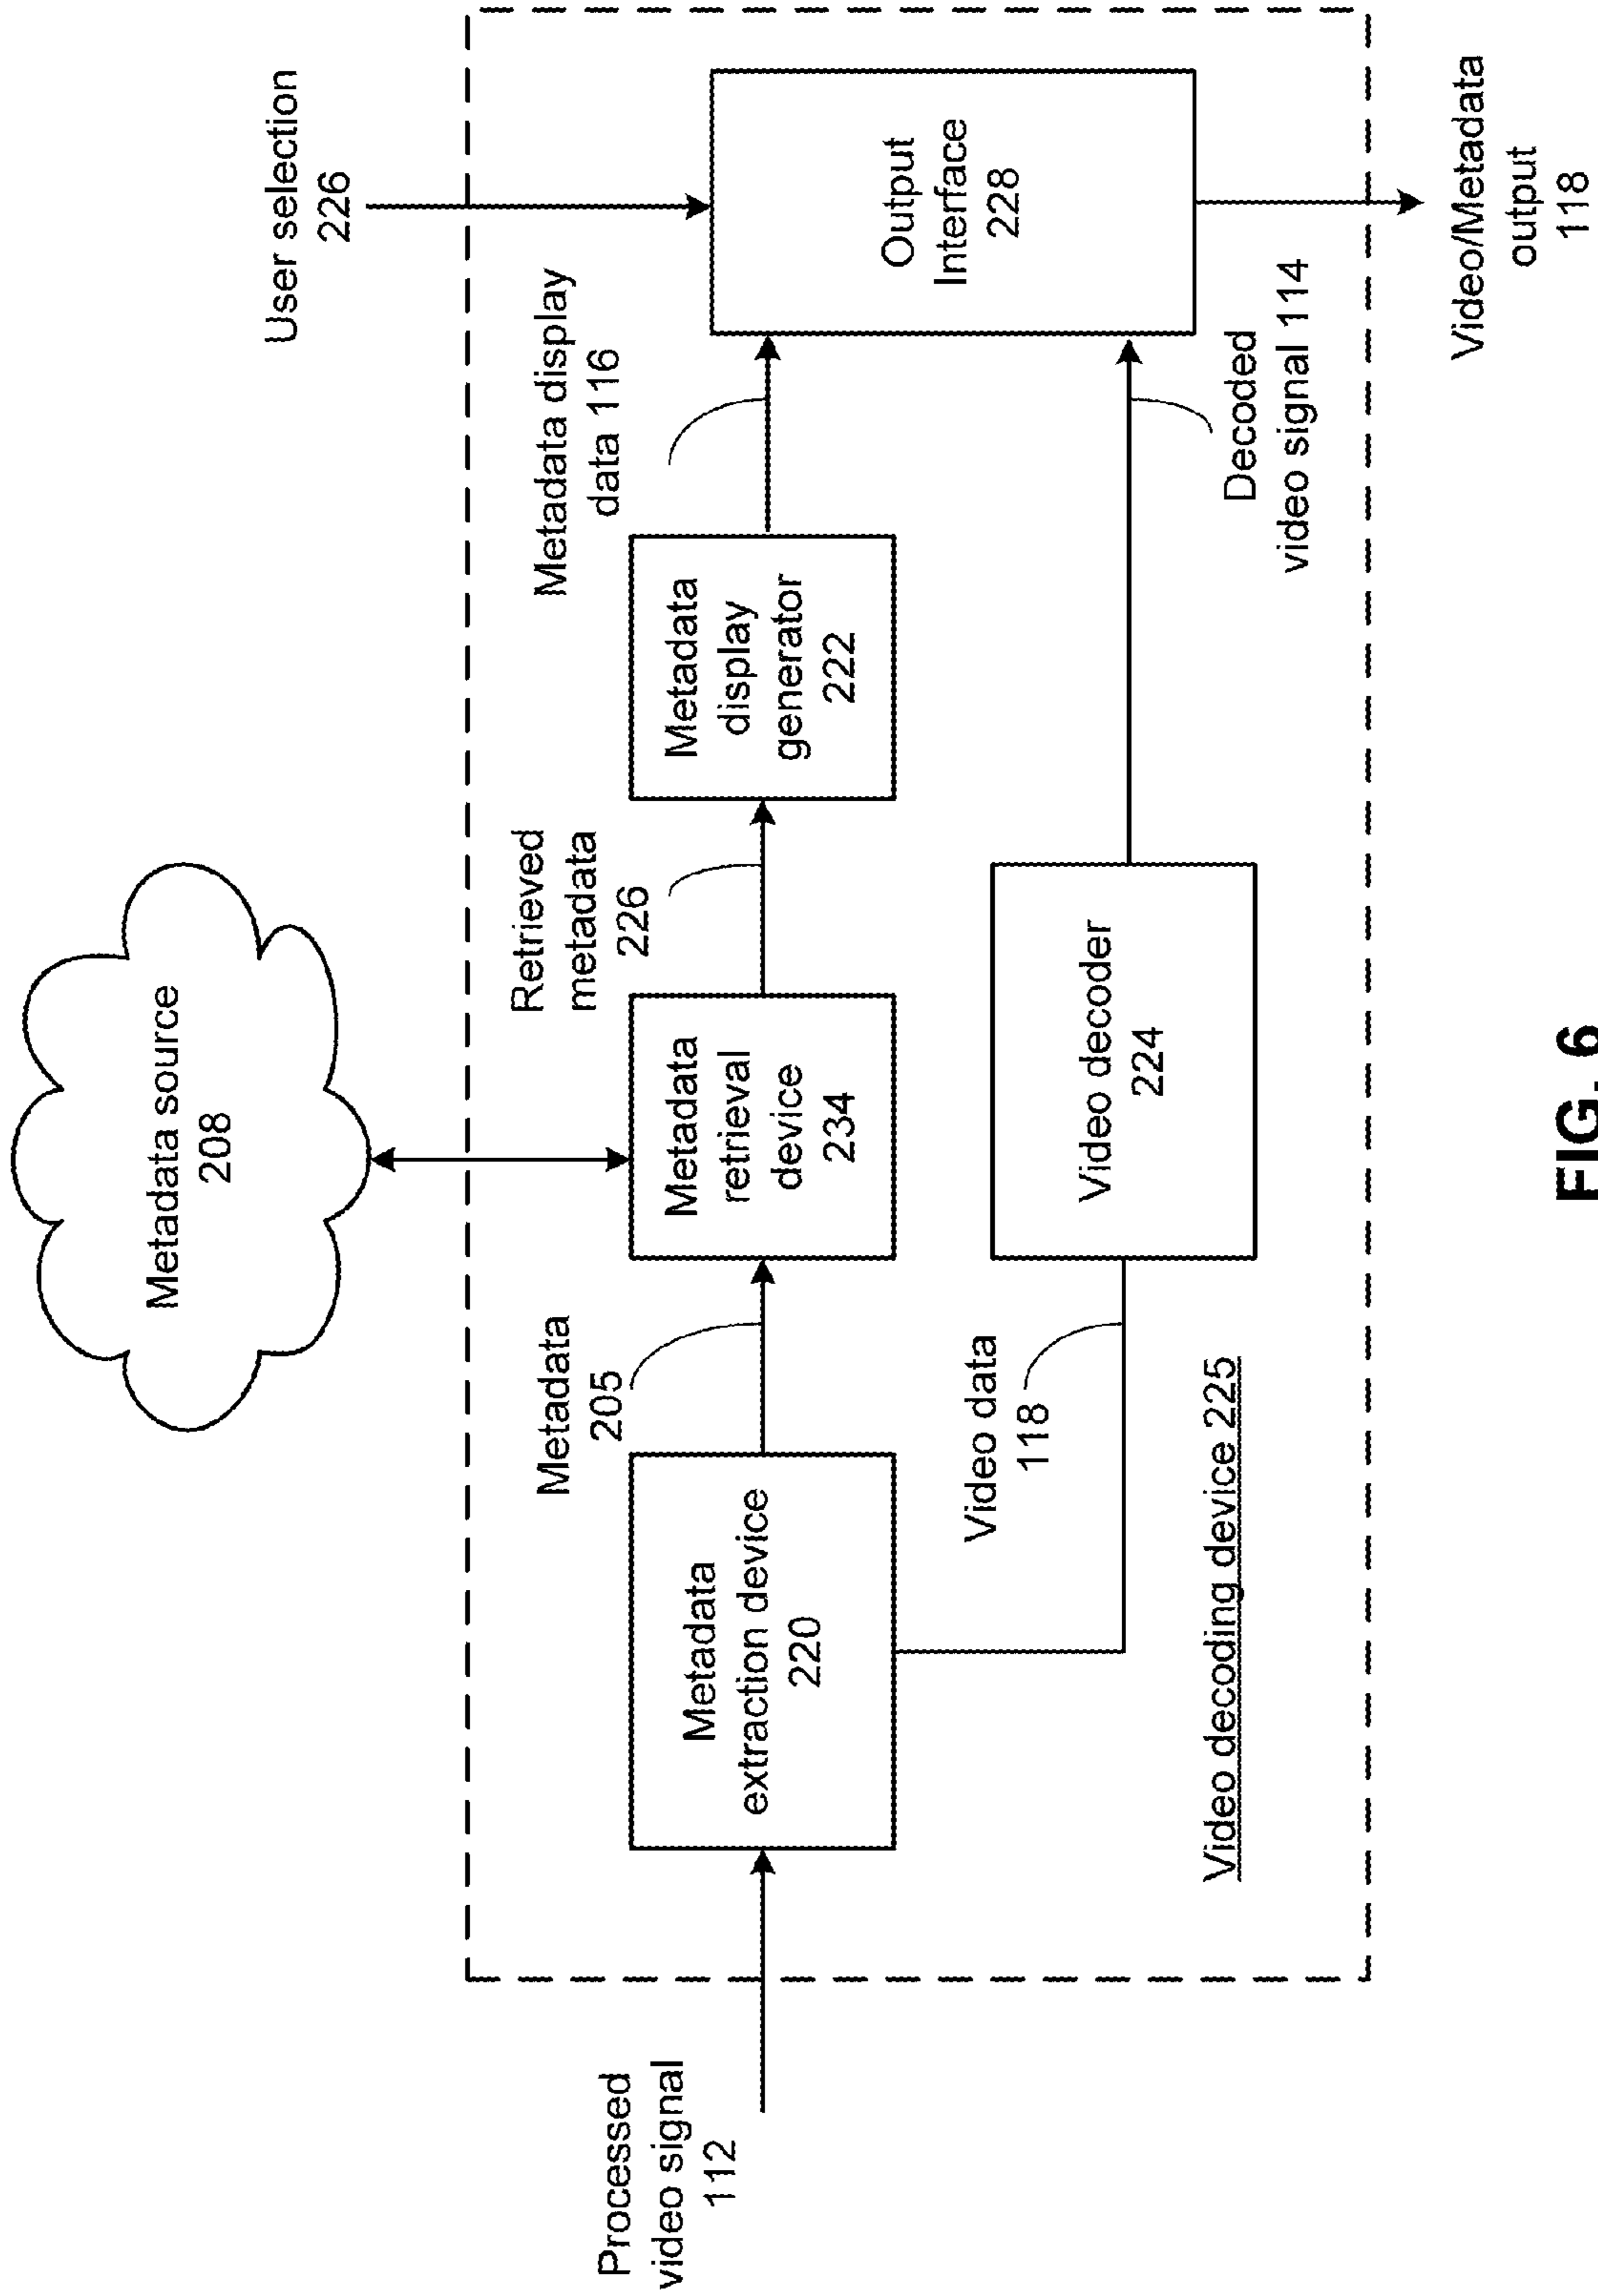 Metadata source
208
User selection
226
Processed
video signal
112
Metadata
extraction device
220
Metadata
205
Metadata
retrieval
device
234
Retrieved
metadata
226
Metadata
display
generator
222
Metadata display
data 116
Output
Interface
228
Video data
118
Video decoder
224
Decoded
video signal 114
Video decoding device 225
Video/Metadata
output
118
FIG. 6